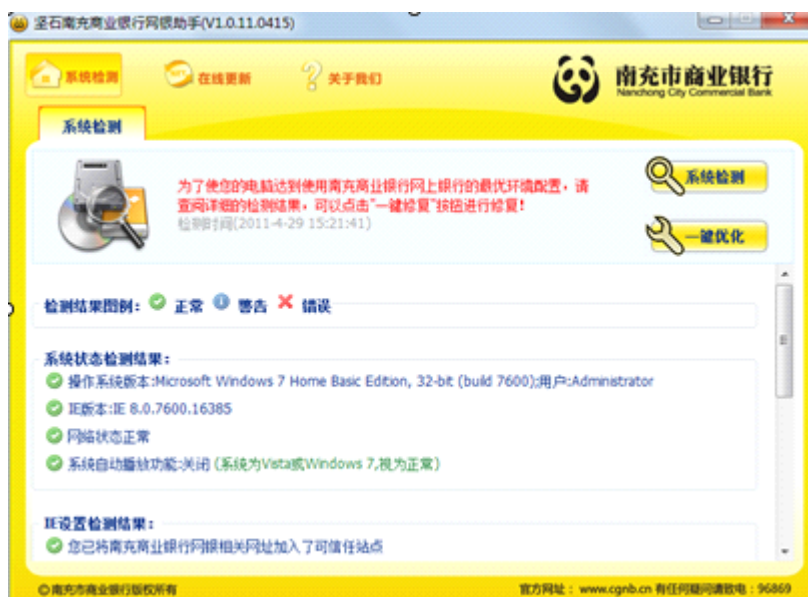 坚石南充商业银行网银助手(V1.0.11.0415)
系统检测
在线更新
关于我们
南充市商业银行
Nanchong City Commercial Bank
系统检测
为了使您的电脑达到使用南充商业银行网上银行的最优环境配置，请
查阅详细的检测结果，可以点击"一键修复"按钮进行修复！
检测时间(2011-4-29 15:21:41)
系统检测
一键优化
检测结果图例： 正常 警告 错误
系统状态检测结果：
操作系统版本:Microsoft Windows 7 Home Basic Edition, 32-bit (build 7600);用户:Administrator
IE版本:IE 8.0.7600.16385
网络状态正常
系统自动播放功能:关闭 (系统为Vista或Windows 7,视为正常)
IE设置检测结果：
您已将南充商业银行网银相关网址加入了可信任站点
©南充市商业银行版权所有
官方网址： www.cgnb.cn 有任何疑问请致电：96869